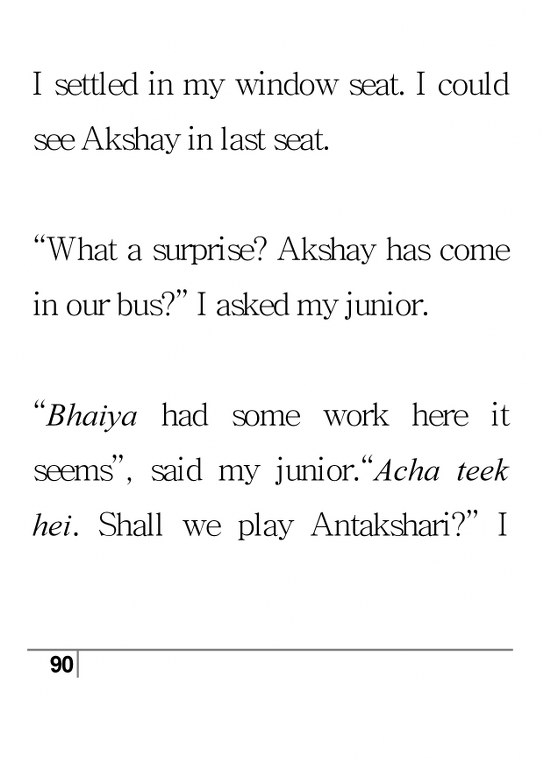 I settled in my window seat. I could
see Akshay in last seat.
“What a surprise? Akshay has come
in our bus?” I asked my junior.
“Bhaiya had some work here it
seems”, said my junior.“Acha teek
hei. Shall we play Antakshari?” I
90